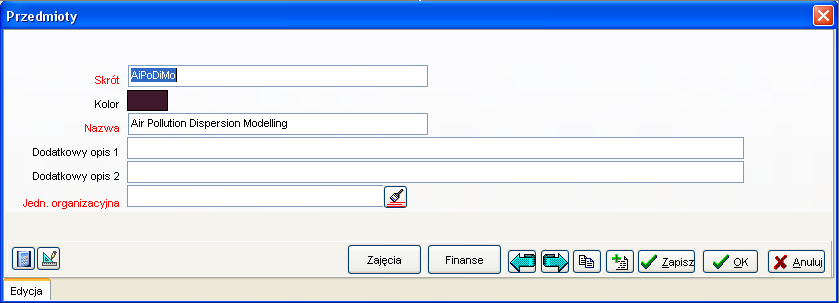 Przedmioty
Skrót AiPoDiMo
Kolor
Nazwa Air Pollution Dispersion Modelling
Dodatkowy opis 1
Dodatkowy opis 2
Jedn. organizacyjna
Zajęcia Finanse Zapisz OK Anuluj
Edycja